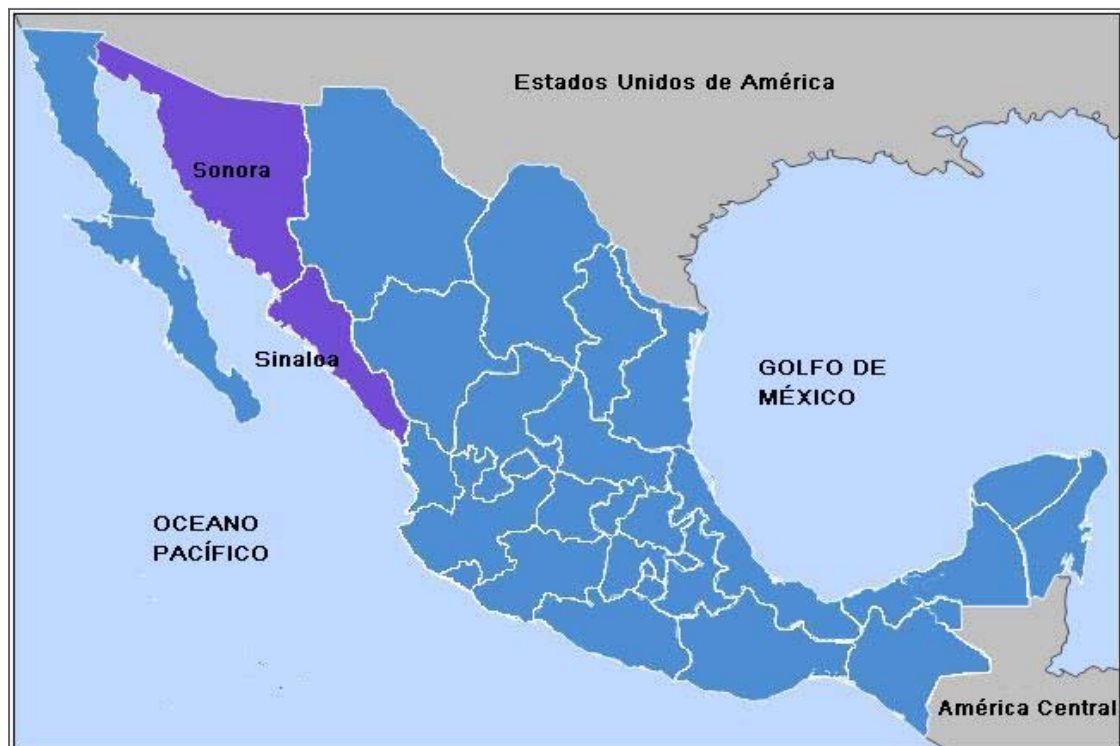 Estados Unidos de América
Sonora
Sinaloa
GOLFO DE
MÉXICO
OCEANO
PACÍFICO
América Central